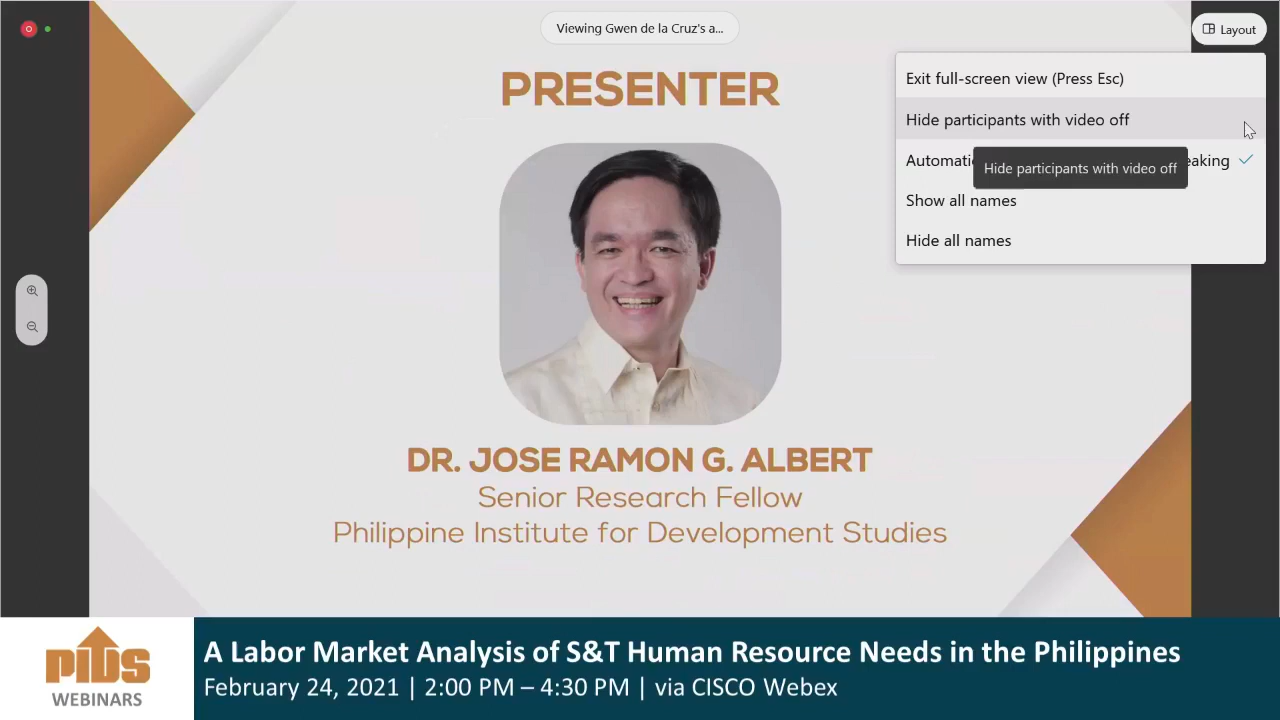 Viewing Gwen de la Cruz's a...
Layout
Exit full-screen view (Press Esc)
Hide participants with video off
Hide participants with video off
Show all names
Hide all names
PRESENTER
DR. JOSE RAMON G. ALBERT
Senior Research Fellow
Philippine Institute for Development Studies
PIDS
WEBINARS
A Labor Market Analysis of S&T Human Resource Needs in the Philippines
February 24, 2021 | 2:00 PM – 4:30 PM | via CISCO Webex